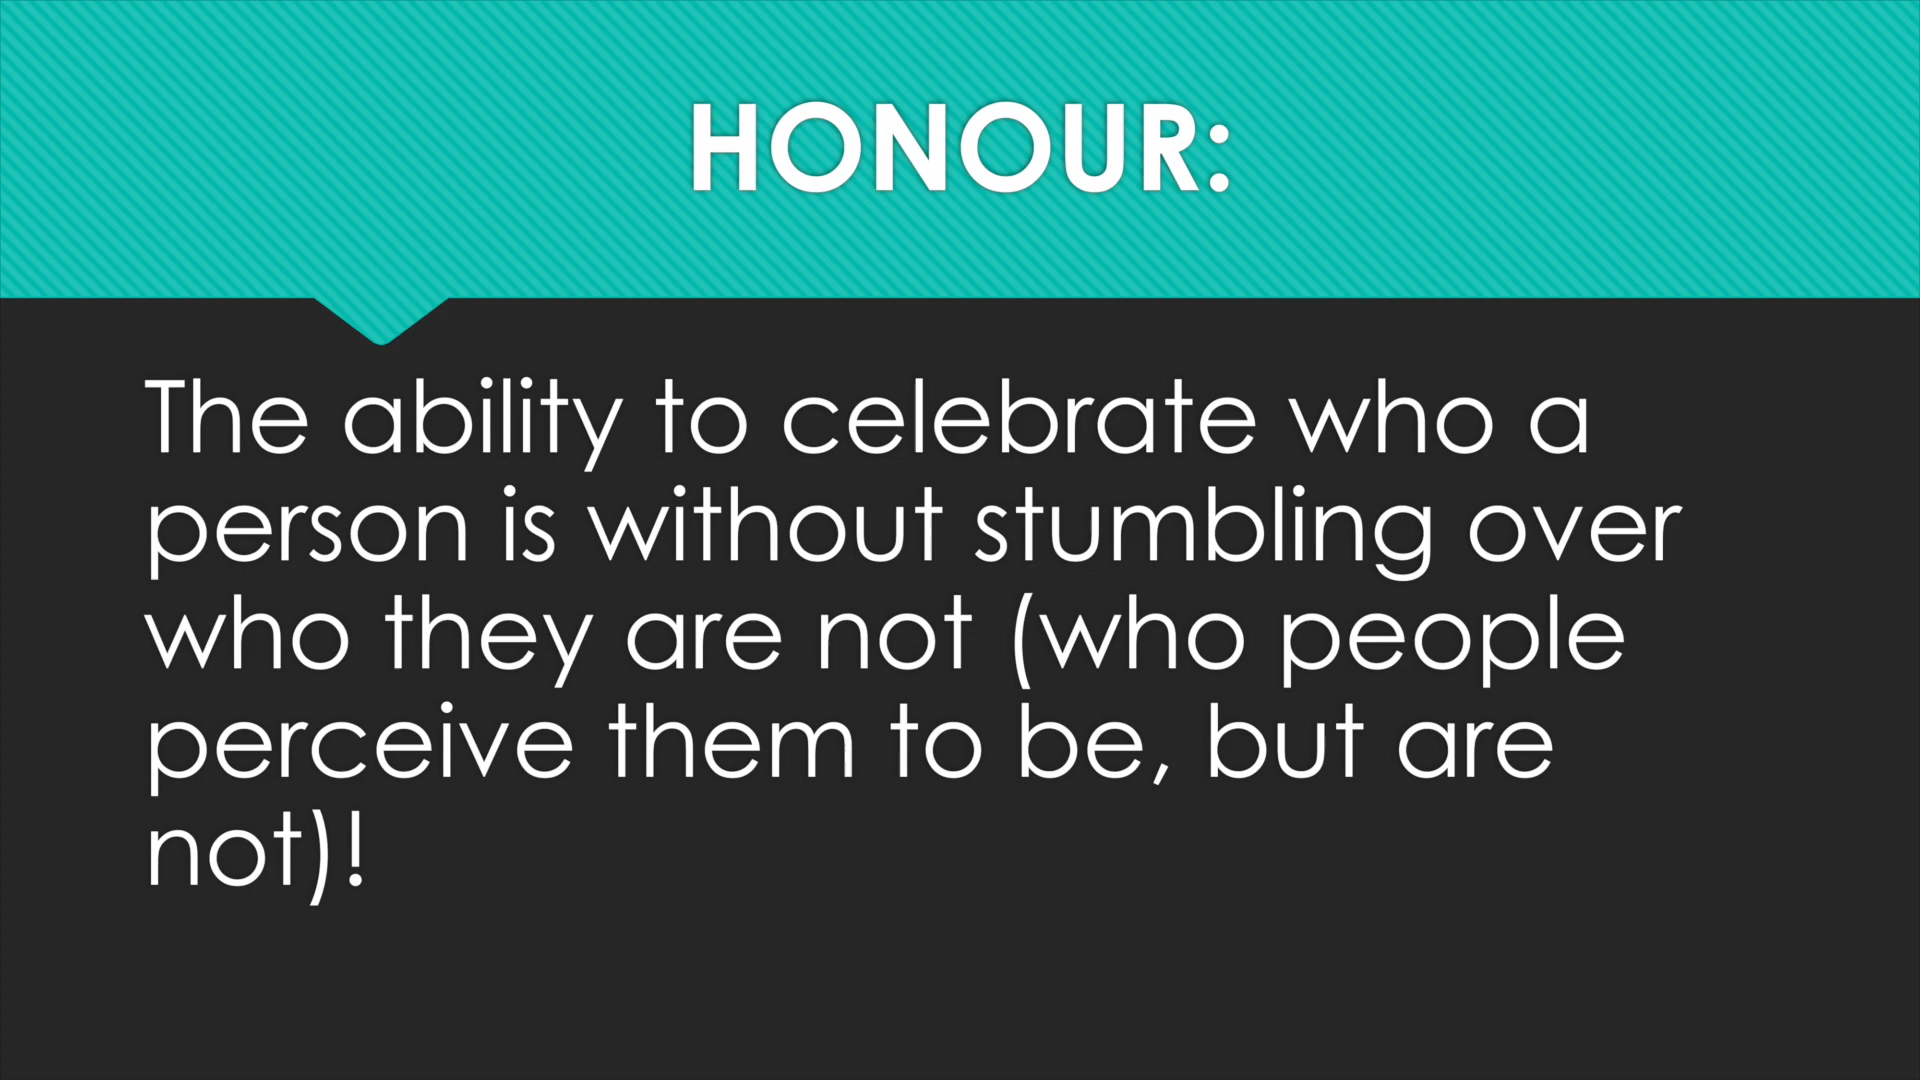 HONOUR:
The ability to celebrate who a
person is without stumbling over
who they are not (who people
perceive them to be, but are
not)!